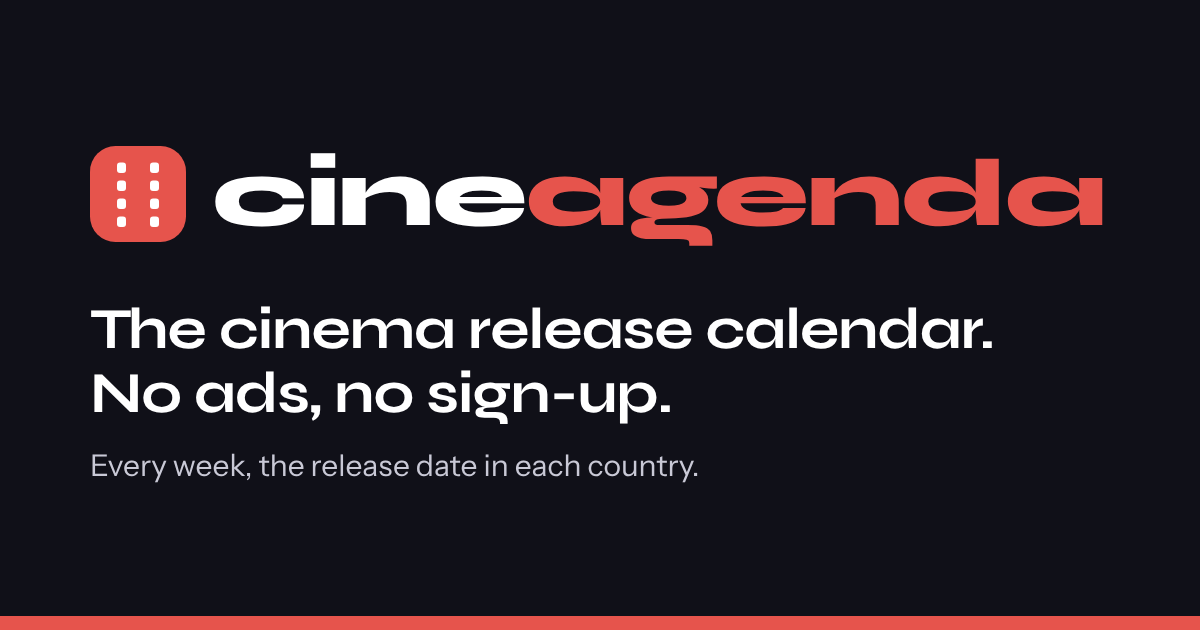 cineagenda
The cinema release calendar.
No ads, no sign-up.
Every week, the release date in each country.